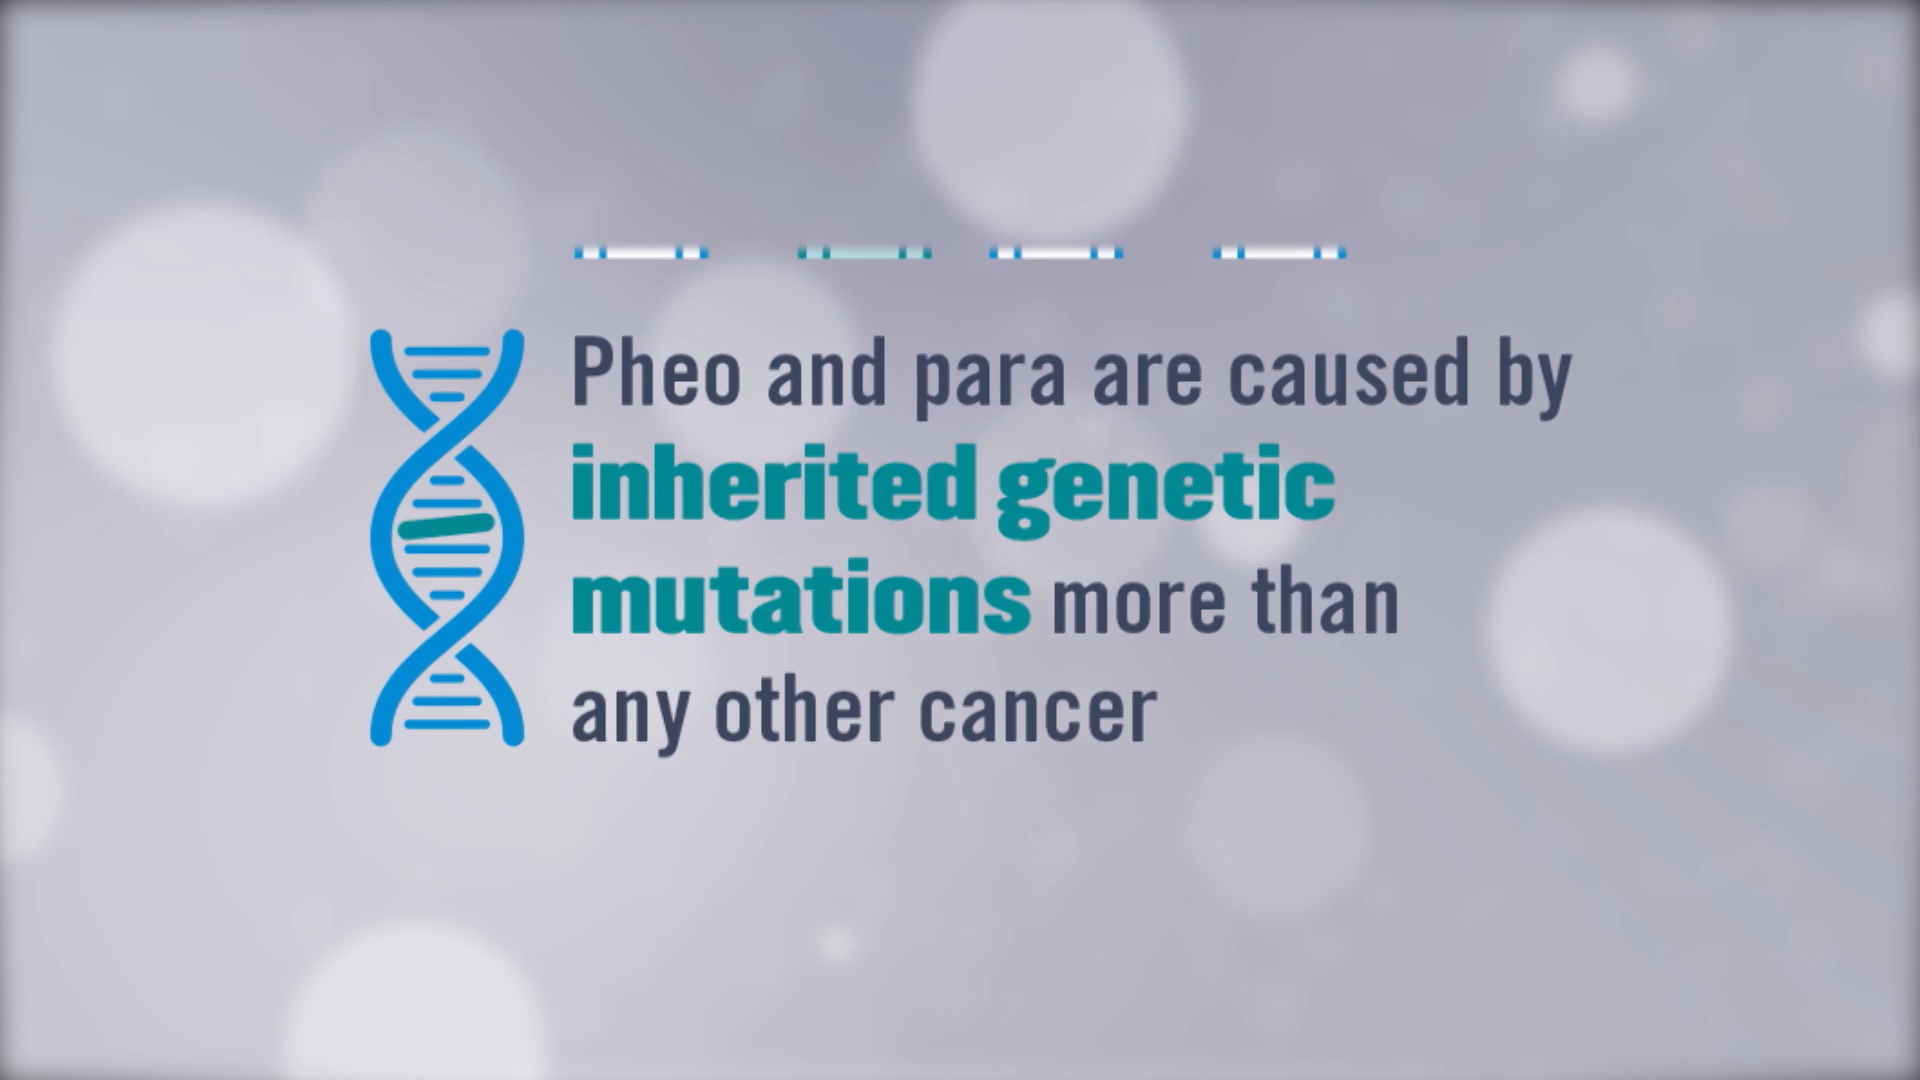 Pheo and para are caused by
inherited genetic
mutations more than
any other cancer